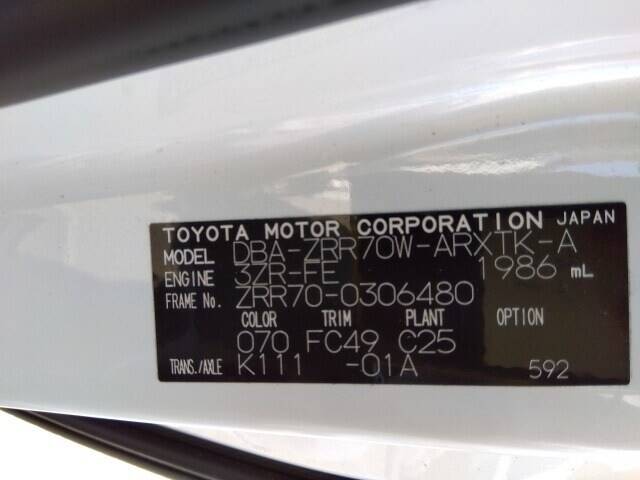 TOYOTA MOTOR CORPORATION JAPAN
MODEL DBA-ZRR70W-ARXTK-A
ENGINE 3ZR-FE 1986 mL
FRAME No. ZRR70-0306480
COLOR TRIM PLANT OPTION
070 FC49 C25
TRANS./AXLE K111 -01A 592